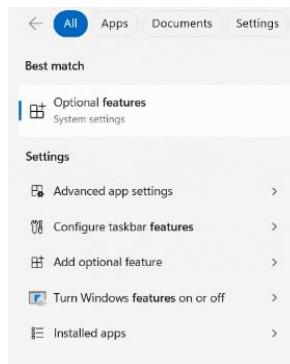 All Apps Documents Settings
Best match
Optional features
System settings
Settings
Advanced app settings
Configure taskbar features
Add optional feature
Turn Windows features on or off
Installed apps